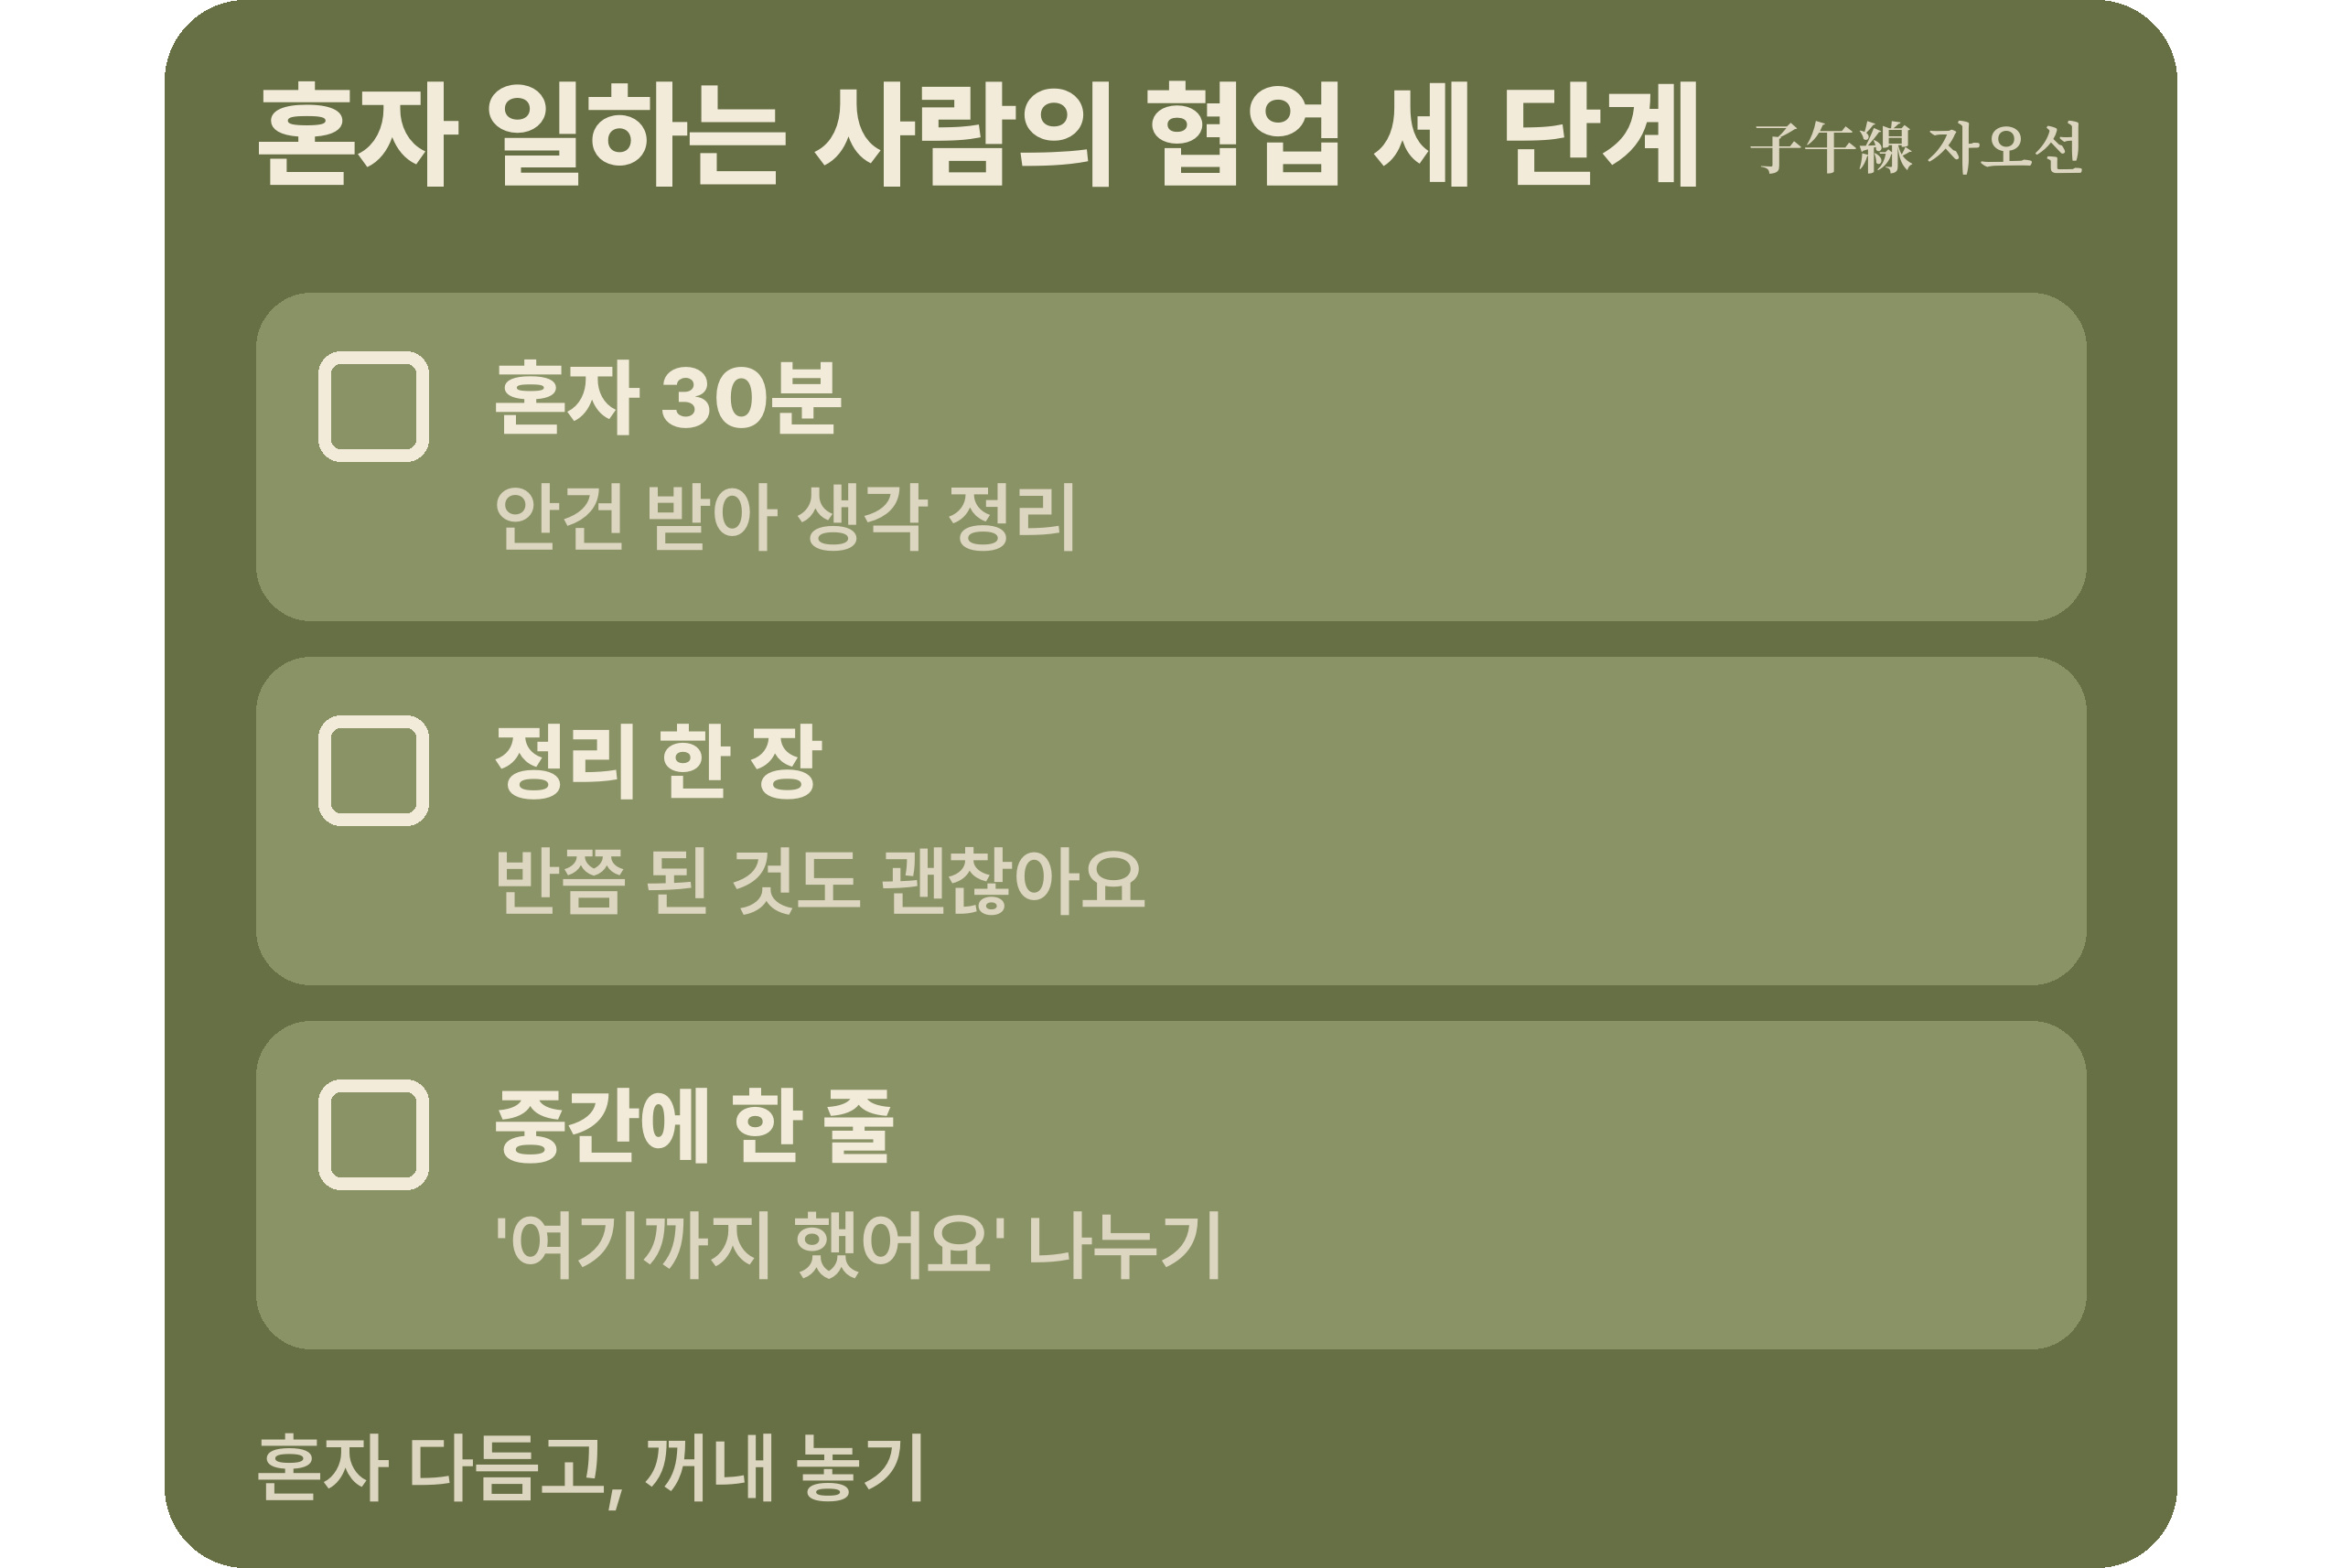 혼자 일하는 사람의 협업 세 단계 子午線차요선
혼자 30분
안건 받아 생각 정리
정리 한 장
반쯤 된 것도 괜찮아요
중간에 한 줄
'여기까지 했어요' 나누기
혼자 다듬고, 꺼내 놓기